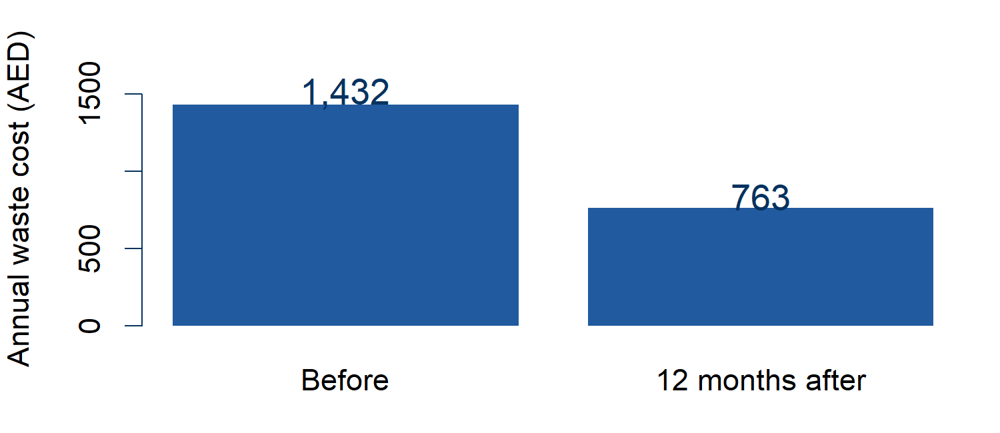 Annual waste cost (AED)
1500
500
0
1,432
763
Before
12 months after